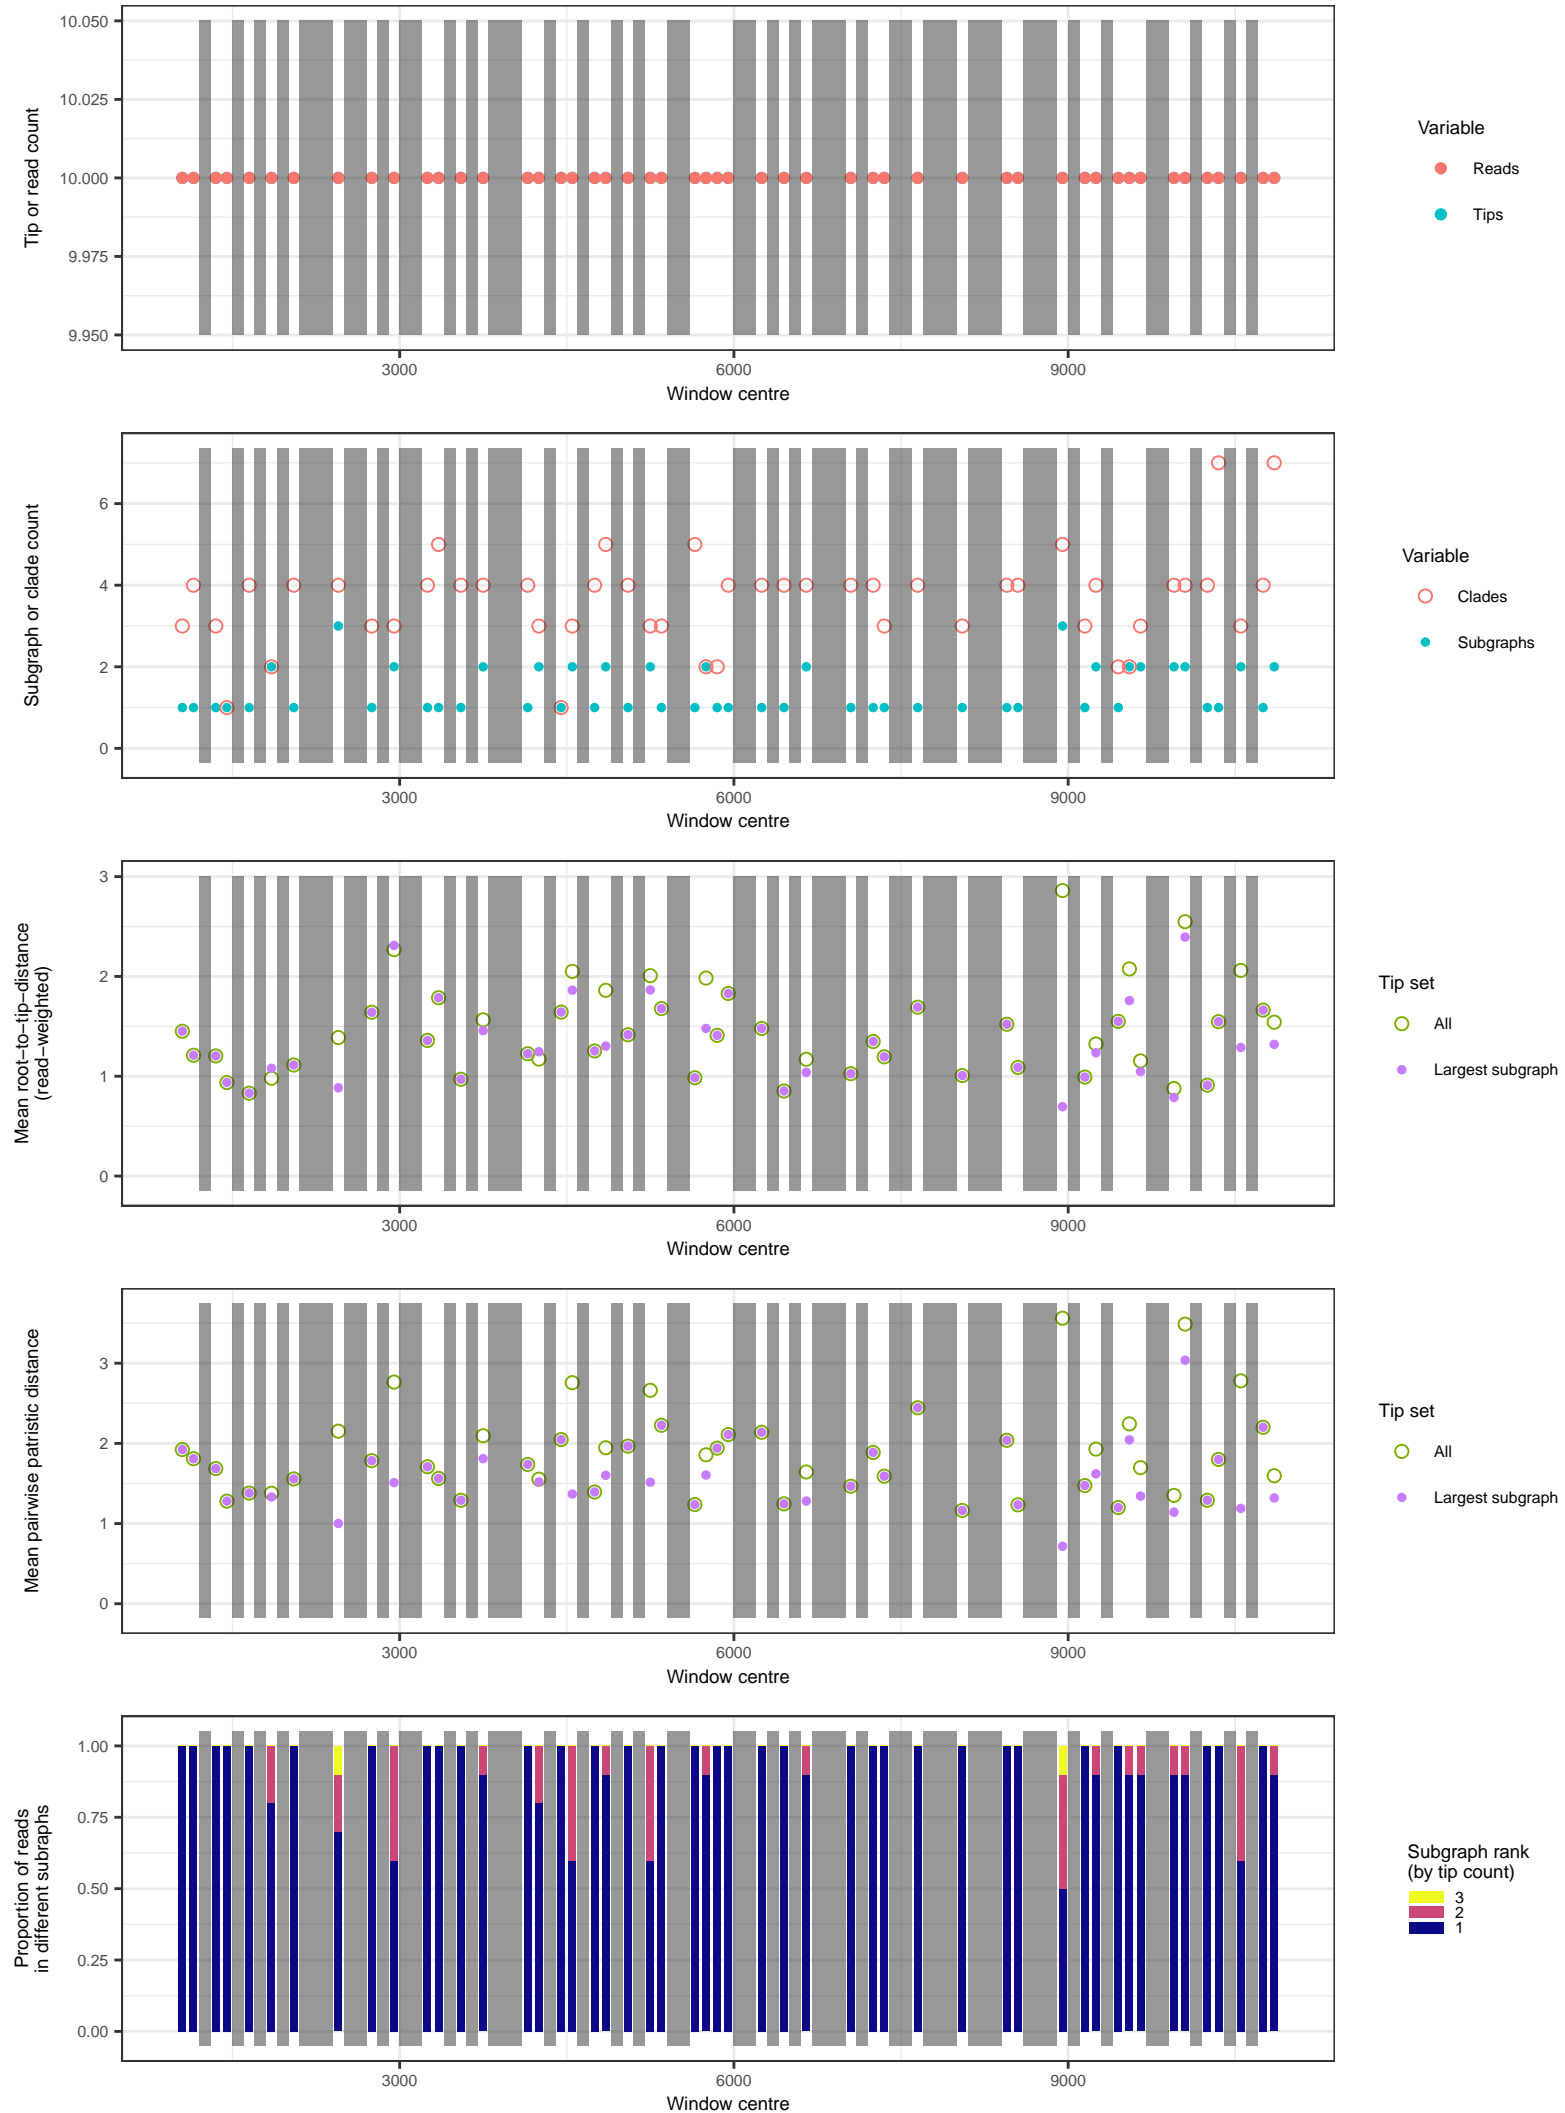 10.050
10.025
10.000
9.975
9.950
Tip or read count
3000 6000 9000
Window centre
Variable
Reads
Tips
6
4
2
0
Subgraph or clade count
3000 6000 9000
Window centre
Variable
Clades
Subgraphs
3
2
1
0
Mean root−to−tip−distance
(read−weighted)
3000 6000 9000
Window centre
Tip set
All
Largest subgraph
3
2
1
0
Mean pairwise patristic distance
3000 6000 9000
Window centre
Tip set
All
Largest subgraph
1.00
0.75
0.50
0.25
0.00
Proportion of reads
in different subraphs
3000 6000 9000
Window centre
Subgraph rank
(by tip count)
3
2
1